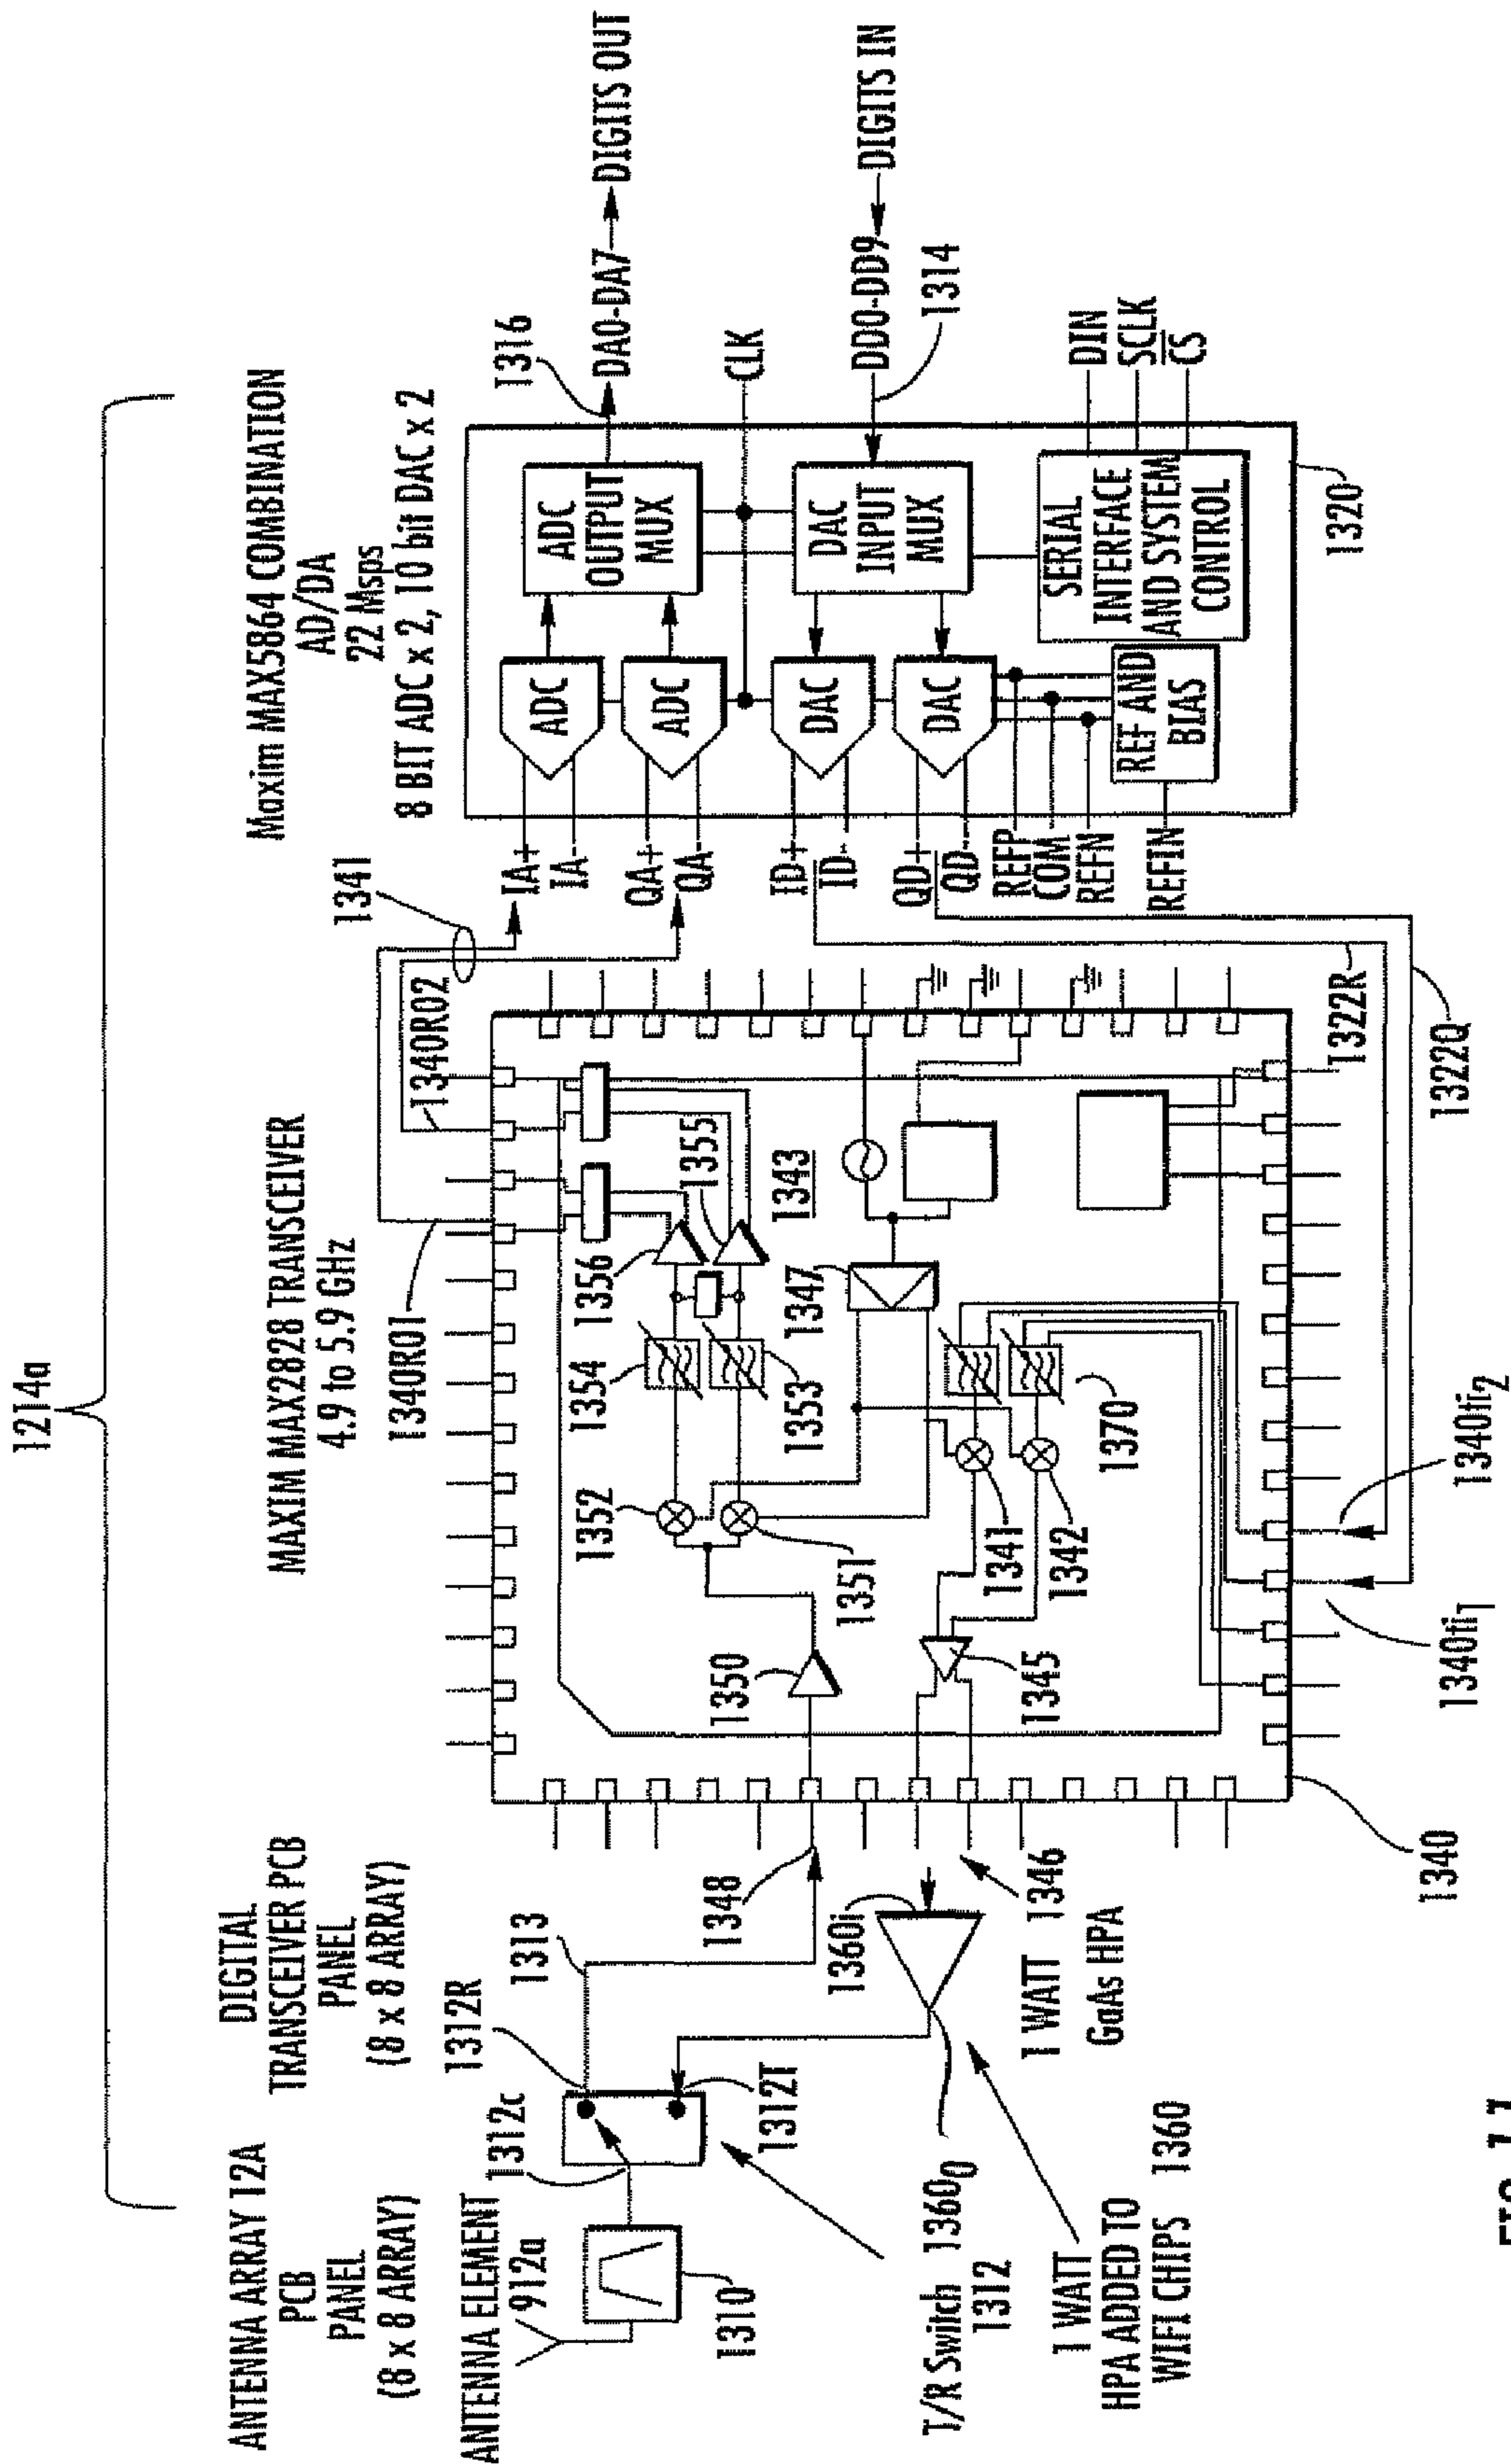 1214a
ANTENNA ARRAY 12A
PCB
PANEL
(8 x 8 ARRAY)
DIGITAL
TRANSCEIVER PCB
PANEL
(8 x 8 ARRAY)
MAXIM MAX2828 TRANSCEIVER
4.9 to 5.9 GHz
Maxim MAX5864 COMBINATION
AD/DA
22 Msps
8 BIT ADC x 2, 10 bit DAC x 2
ANTENNA ELEMENT
912a
1310
1312c
1312R
1313
1312T
T/R Switch
1312
1360o
1 WATT
HPA ADDED TO
WIFI CHIPS 1360
1348
1360i
1346
1 WATT
GaAs HPA
1340
1340R01
1340R02
1341
1350
1352
1351
1354
1353
1356
1355
1343
1347
1341
1342
1345
1370
1340ti1
1340ti2
1322R
1322Q
IA+
IA-
QA+
QA-
ID+
ID-
QD+
QD-
REFP
COM
REFN
REFIN
ADC
ADC
DAC
DAC
ADC
OUTPUT
MUX
DAC
INPUT
MUX
REF AND
BIAS
SERIAL
INTERFACE
AND SYSTEM
CONTROL
1316
DA0-DA7
DIGITS OUT
CLK
DD0-DD9
DIGITS IN
1314
DIN
SCLK
CS
1320